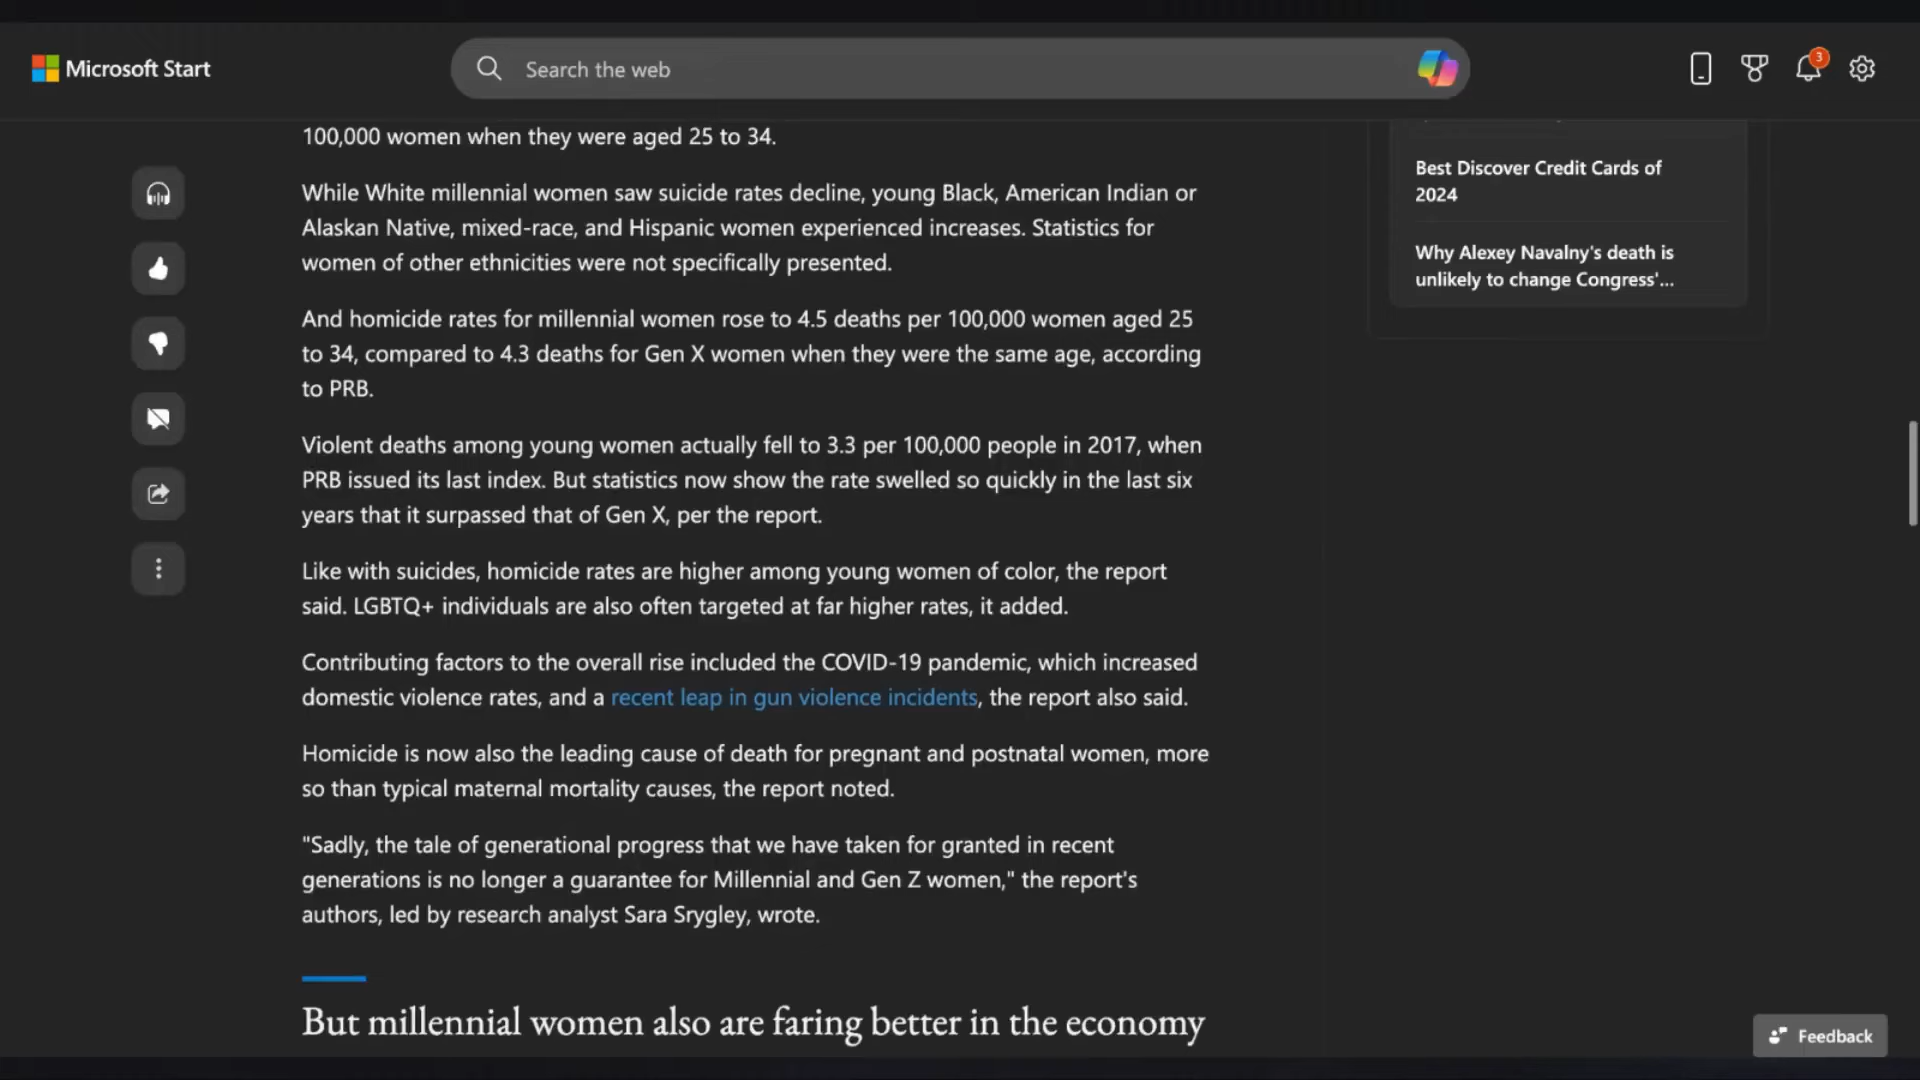 Microsoft Start
Search the web
3
100,000 women when they were aged 25 to 34.
While White millennial women saw suicide rates decline, young Black, American Indian or
Alaskan Native, mixed-race, and Hispanic women experienced increases. Statistics for
women of other ethnicities were not specifically presented.
And homicide rates for millennial women rose to 4.5 deaths per 100,000 women aged 25
to 34, compared to 4.3 deaths for Gen X women when they were the same age, according
to PRB.
Violent deaths among young women actually fell to 3.3 per 100,000 people in 2017, when
PRB issued its last index. But statistics now show the rate swelled so quickly in the last six
years that it surpassed that of Gen X, per the report.
Like with suicides, homicide rates are higher among young women of color, the report
said. LGBTQ+ individuals are also often targeted at far higher rates, it added.
Contributing factors to the overall rise included the COVID-19 pandemic, which increased
domestic violence rates, and a recent leap in gun violence incidents, the report also said.
Homicide is now also the leading cause of death for pregnant and postnatal women, more
so than typical maternal mortality causes, the report noted.
"Sadly, the tale of generational progress that we have taken for granted in recent
generations is no longer a guarantee for Millennial and Gen Z women," the report's
authors, led by research analyst Sara Srygley, wrote.
But millennial women also are faring better in the economy
Best Discover Credit Cards of
2024
Why Alexey Navalny's death is
unlikely to change Congress'...
Feedback